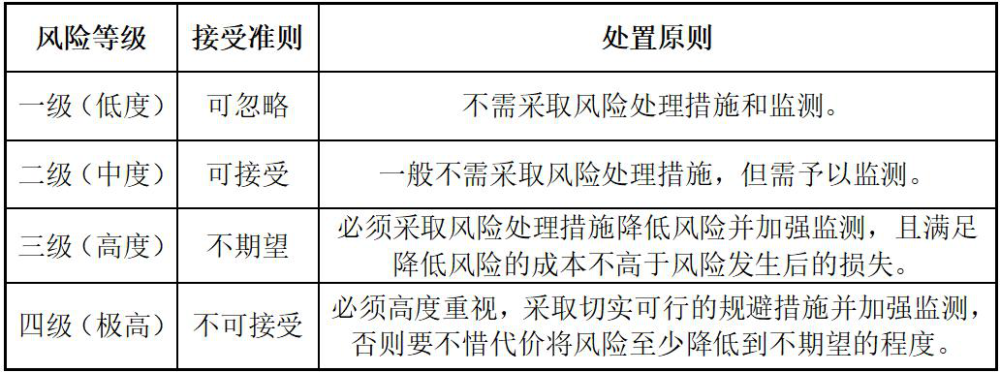 风险等级 接受准则 处置原则
一级（低度） 可忽略 不需采取风险处理措施和监测。
二级（中度） 可接受 一般不需采取风险处理措施，但需予以监测。
三级（高度） 不期望 必须采取风险处理措施降低风险并加强监测，且满足
降低风险的成本不高于风险发生后的损失。
四级（极高） 不可接受 必须高度重视，采取切实可行的规避措施并加强监测，
否则要不惜代价将风险至少降低到不期望的程度。